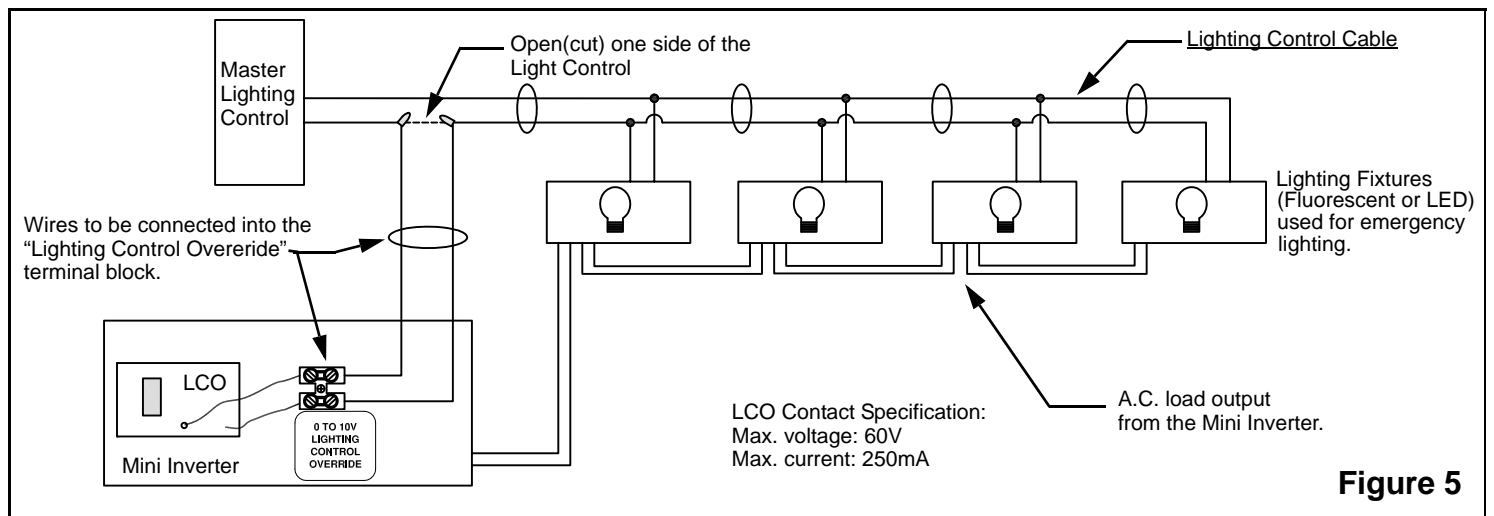 Master
Lighting
Control
Open(cut) one side of the
Light Control
Lighting Control Cable
Lighting Fixtures
(Fluorescent or LED)
used for emergency
lighting.
Wires to be connected into the
“Lighting Control Overeride”
terminal block.
LCO
0 TO 10V
LIGHTING
CONTROL
OVERRIDE
Mini Inverter
LCO Contact Specification:
Max. voltage: 60V
Max. current: 250mA
A.C. load output
from the Mini Inverter.
Figure 5